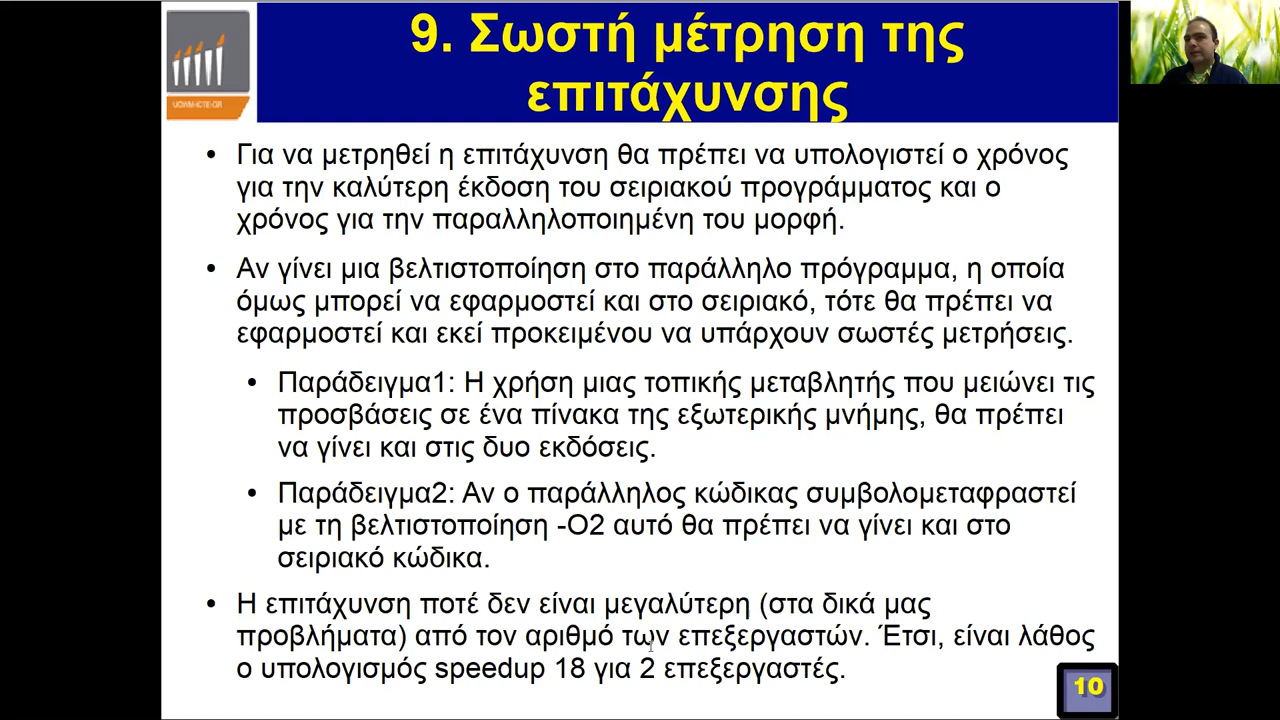 UOWM-ICTE-GR
9. Σωστή μέτρηση της
επιτάχυνσης
• Για να μετρηθεί η επιτάχυνση θα πρέπει να υπολογιστεί ο χρόνος
για την καλύτερη έκδοση του σειριακού προγράμματος και ο
χρόνος για την παραλληλοποιημένη του μορφή.
• Αν γίνει μια βελτιστοποίηση στο παράλληλο πρόγραμμα, η οποία
όμως μπορεί να εφαρμοστεί και στο σειριακό, τότε θα πρέπει να
εφαρμοστεί και εκεί προκειμένου να υπάρχουν σωστές μετρήσεις.
• Παράδειγμα1: Η χρήση μιας τοπικής μεταβλητής που μειώνει τις
προσβάσεις σε ένα πίνακα της εξωτερικής μνήμης, θα πρέπει
να γίνει και στις δυο εκδόσεις.
• Παράδειγμα2: Αν ο παράλληλος κώδικας συμβολομεταφραστεί
με τη βελτιστοποίηση -O2 αυτό θα πρέπει να γίνει και στο
σειριακό κώδικα.
• Η επιτάχυνση ποτέ δεν είναι μεγαλύτερη (στα δικά μας
προβλήματα) από τον αριθμό των επεξεργαστών. Έτσι, είναι λάθος
ο υπολογισμός speedup 18 για 2 επεξεργαστές.
10